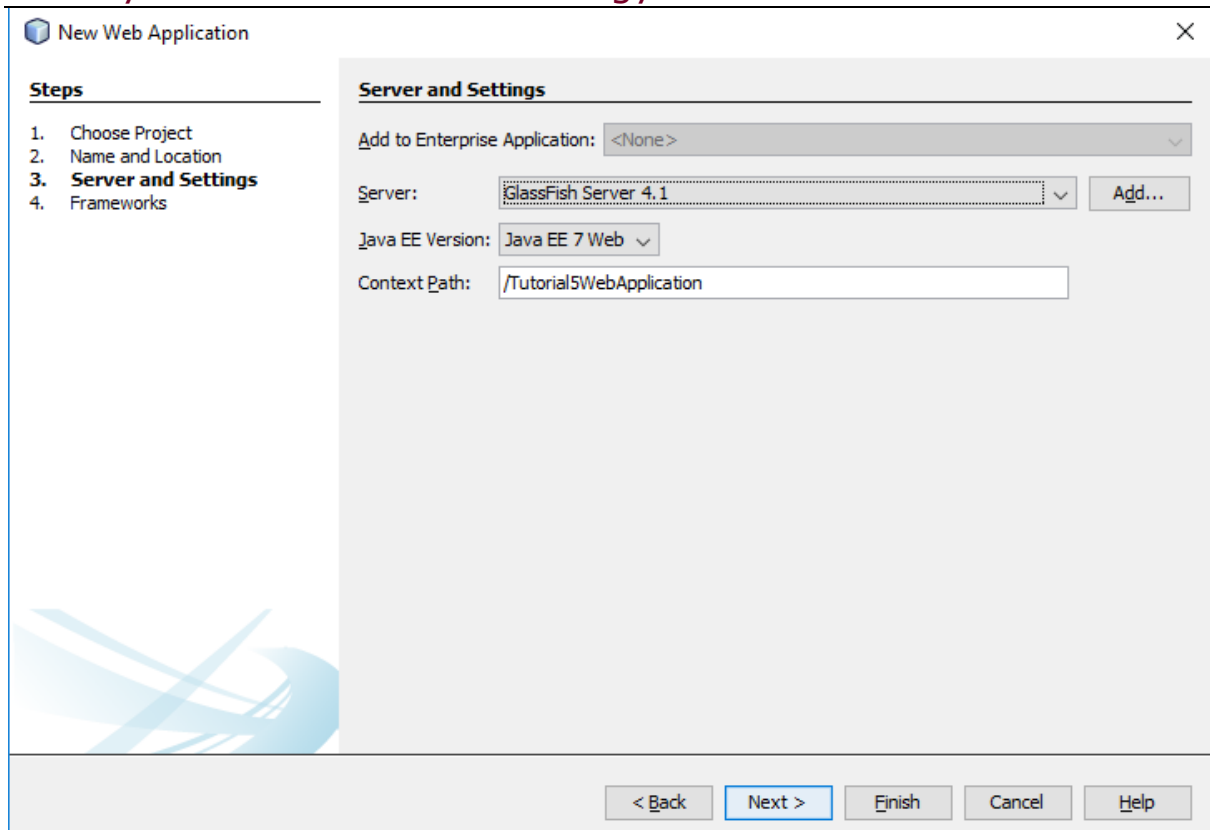 New Web Application
Steps
1. Choose Project
2. Name and Location
3. Server and Settings
4. Frameworks
Server and Settings
Add to Enterprise Application: <None>
Server: GlassFish Server 4.1 Add...
Java EE Version: Java EE 7 Web
Context Path: /Tutorial5WebApplication
< Back Next > Finish Cancel Help